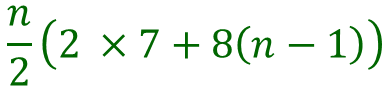 n/2 (2 × 7 + 8(n − 1))